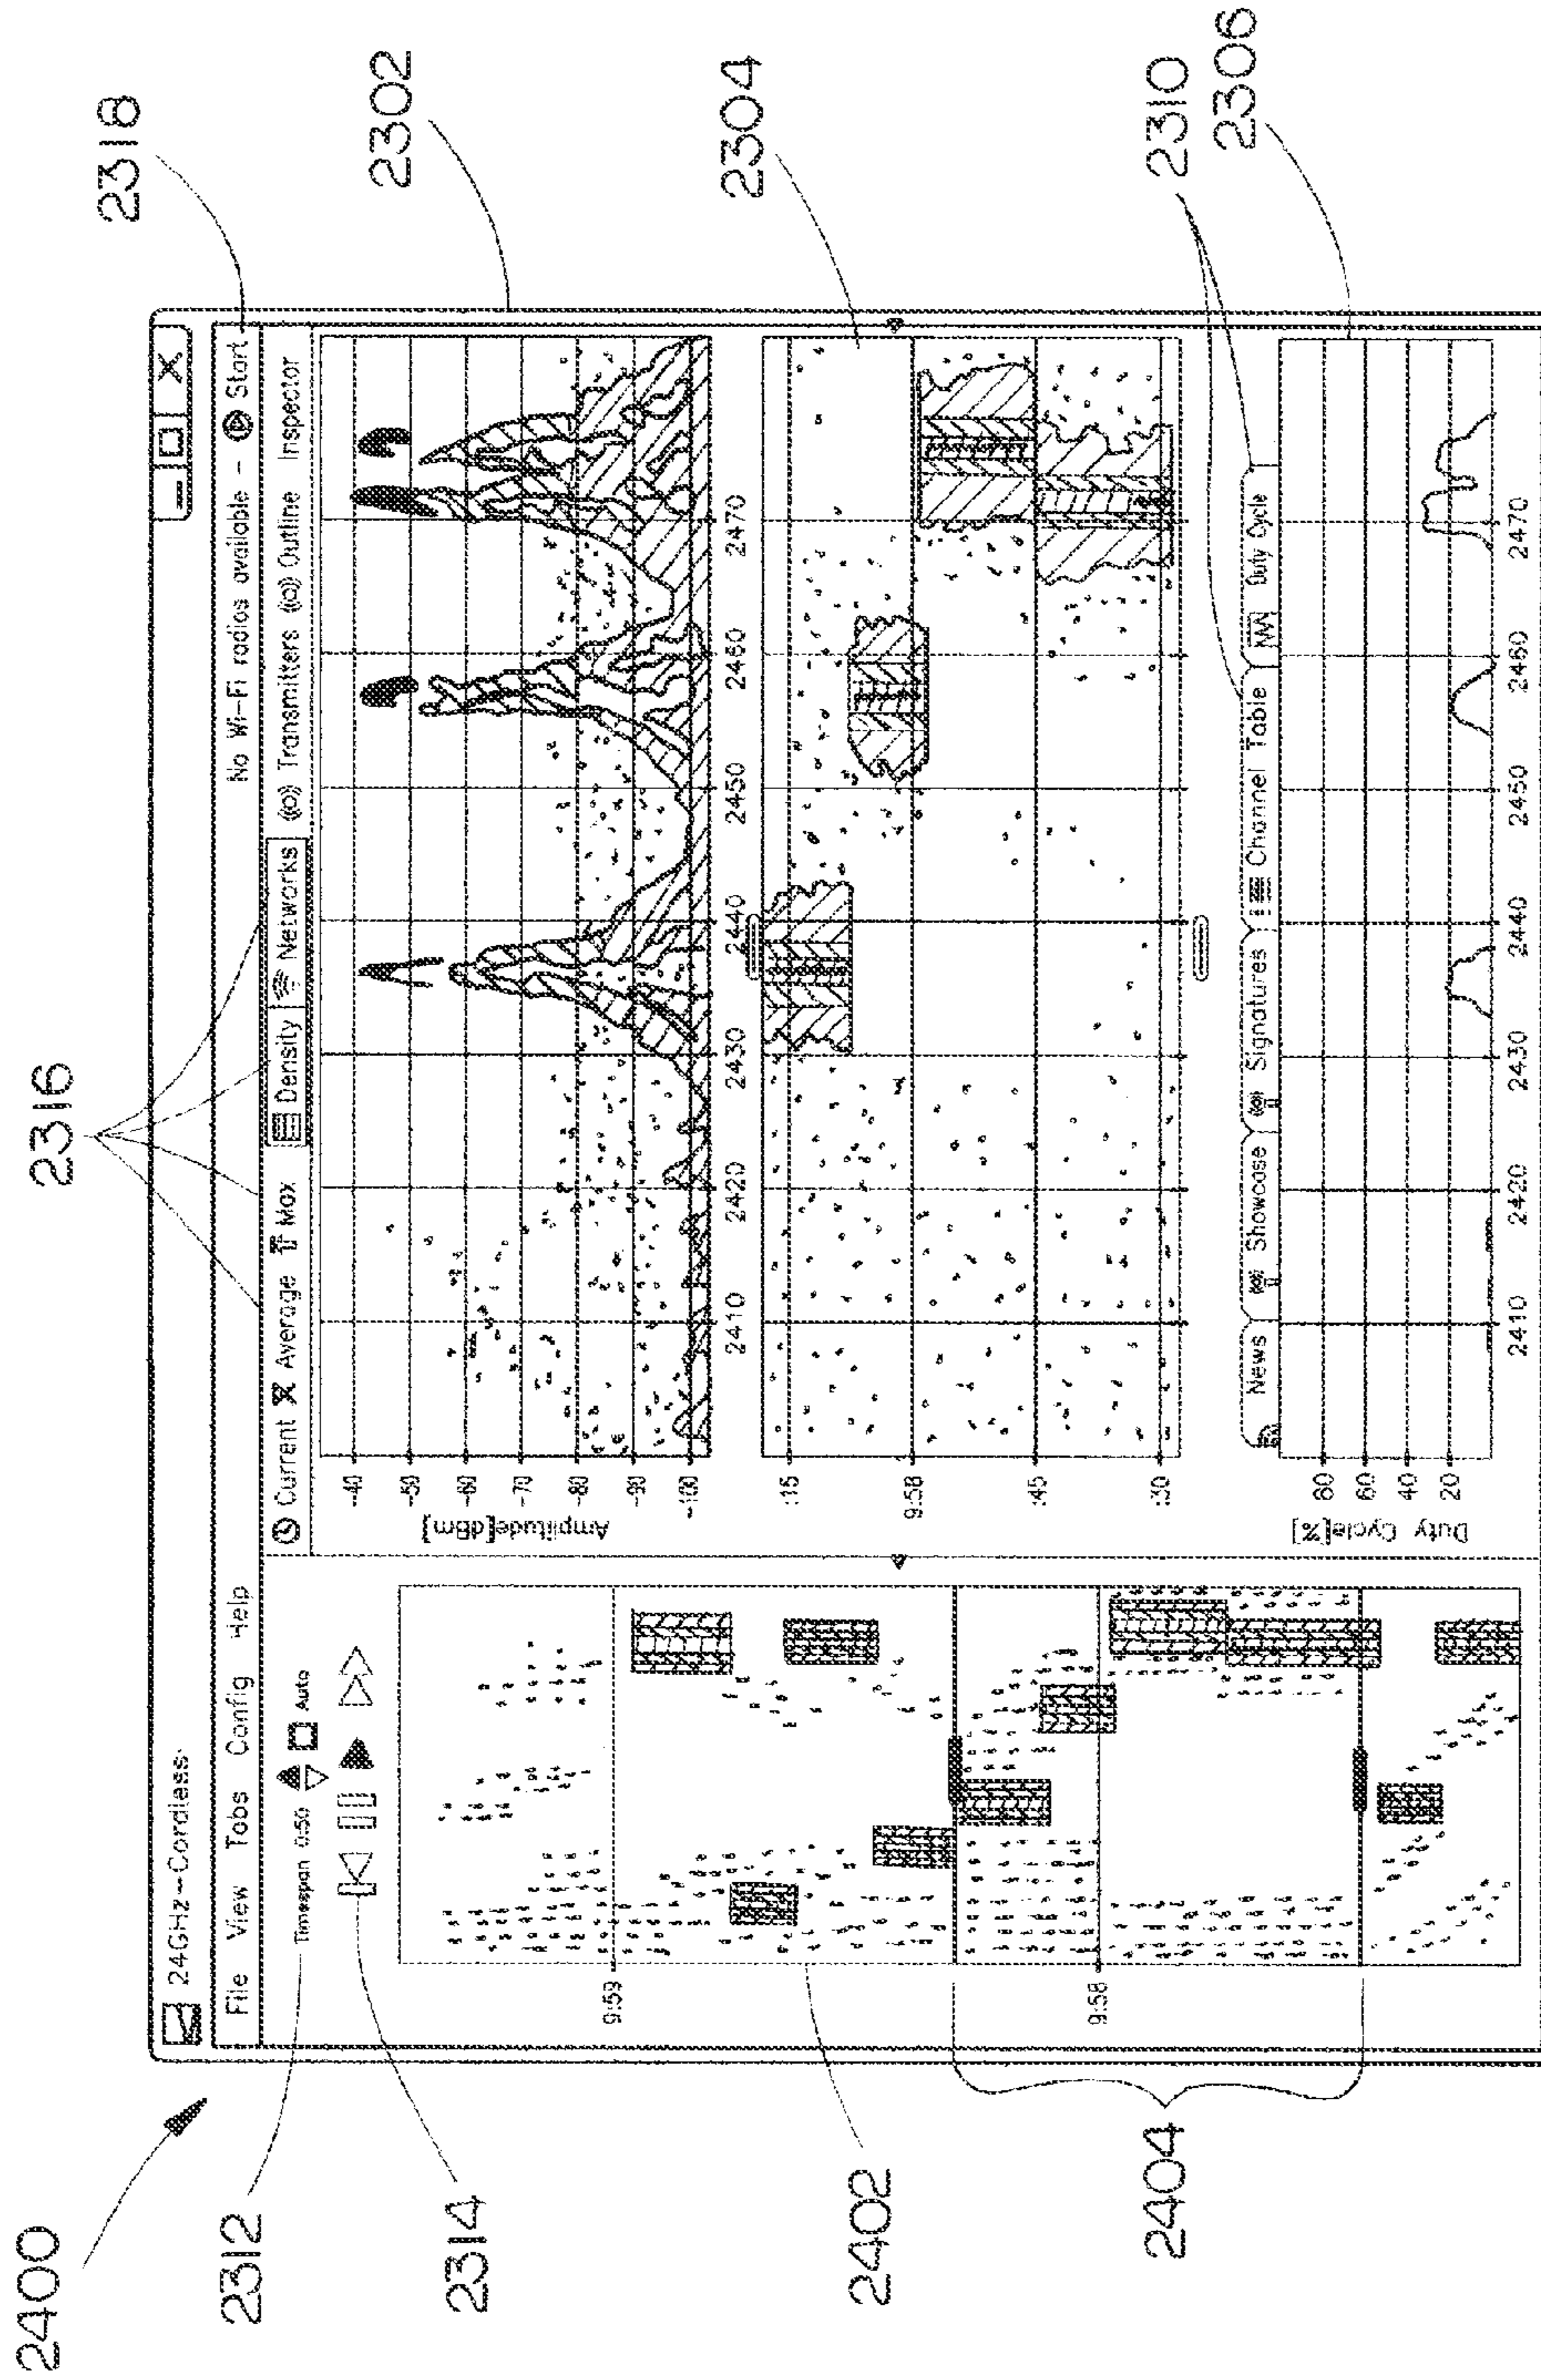 2400
2316
2318
2302
2304
2310
2306
2312
2314
2402
2404
24GHz-Cordless
File View Tabs Config Help
No Wi-Fi radios available - Start
Timespan 0:50 Auto
Current Average Max Density Networks Transmitters Outline Inspector
9:59
9:58
Amplitude[dBm]
-40
-50
-60
-70
-80
-90
-100
2410 2420 2430 2440 2450 2460 2470
:15
9:58
:45
:30
News Showcase Signatures Channel Table Duty Cycle
Duty Cycle[%]
80
60
40
20
2410 2420 2430 2440 2450 2460 2470